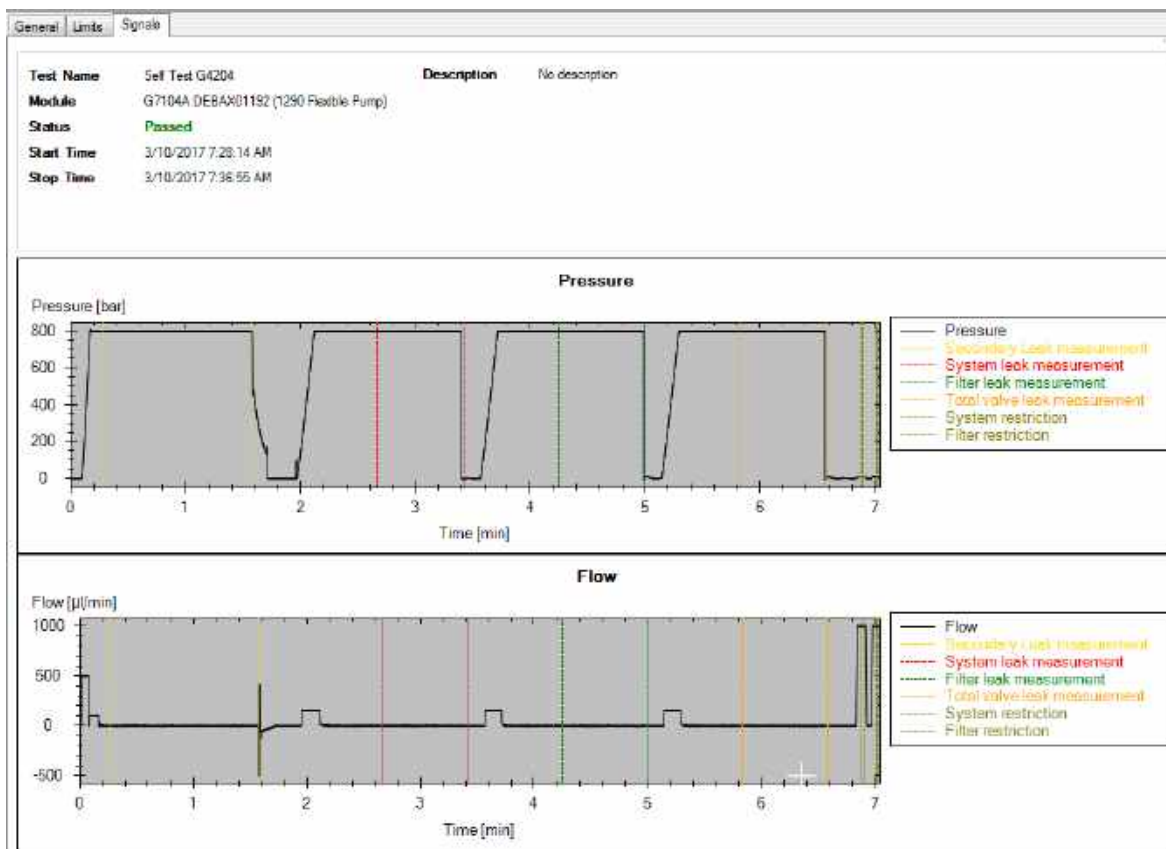 General Limits Signale
Test Name Self Test G4204 Description No description
Module G7104A:DEBAX01192 (1290 Flexible Pump)
Status Passed
Start Time 3/10/2017 7:28:14 AM
Stop Time 3/10/2017 7:36:55 AM
Pressure
Pressure [bar]
800
600
400
200
0
0 1 2 3 4 5 6 7
Time [min]
Pressure
Secondary Leak measurement
System leak measurement
Filter leak measurement
Total valve leak measurement
System restriction
Filter restriction
Flow
Flow [µl/min]
1000
500
0
-500
0 1 2 3 4 5 6 7
Time [min]
Flow
Secondary Leak measurement
System leak measurement
Filter leak measurement
Total valve leak measurement
System restriction
Filter restriction